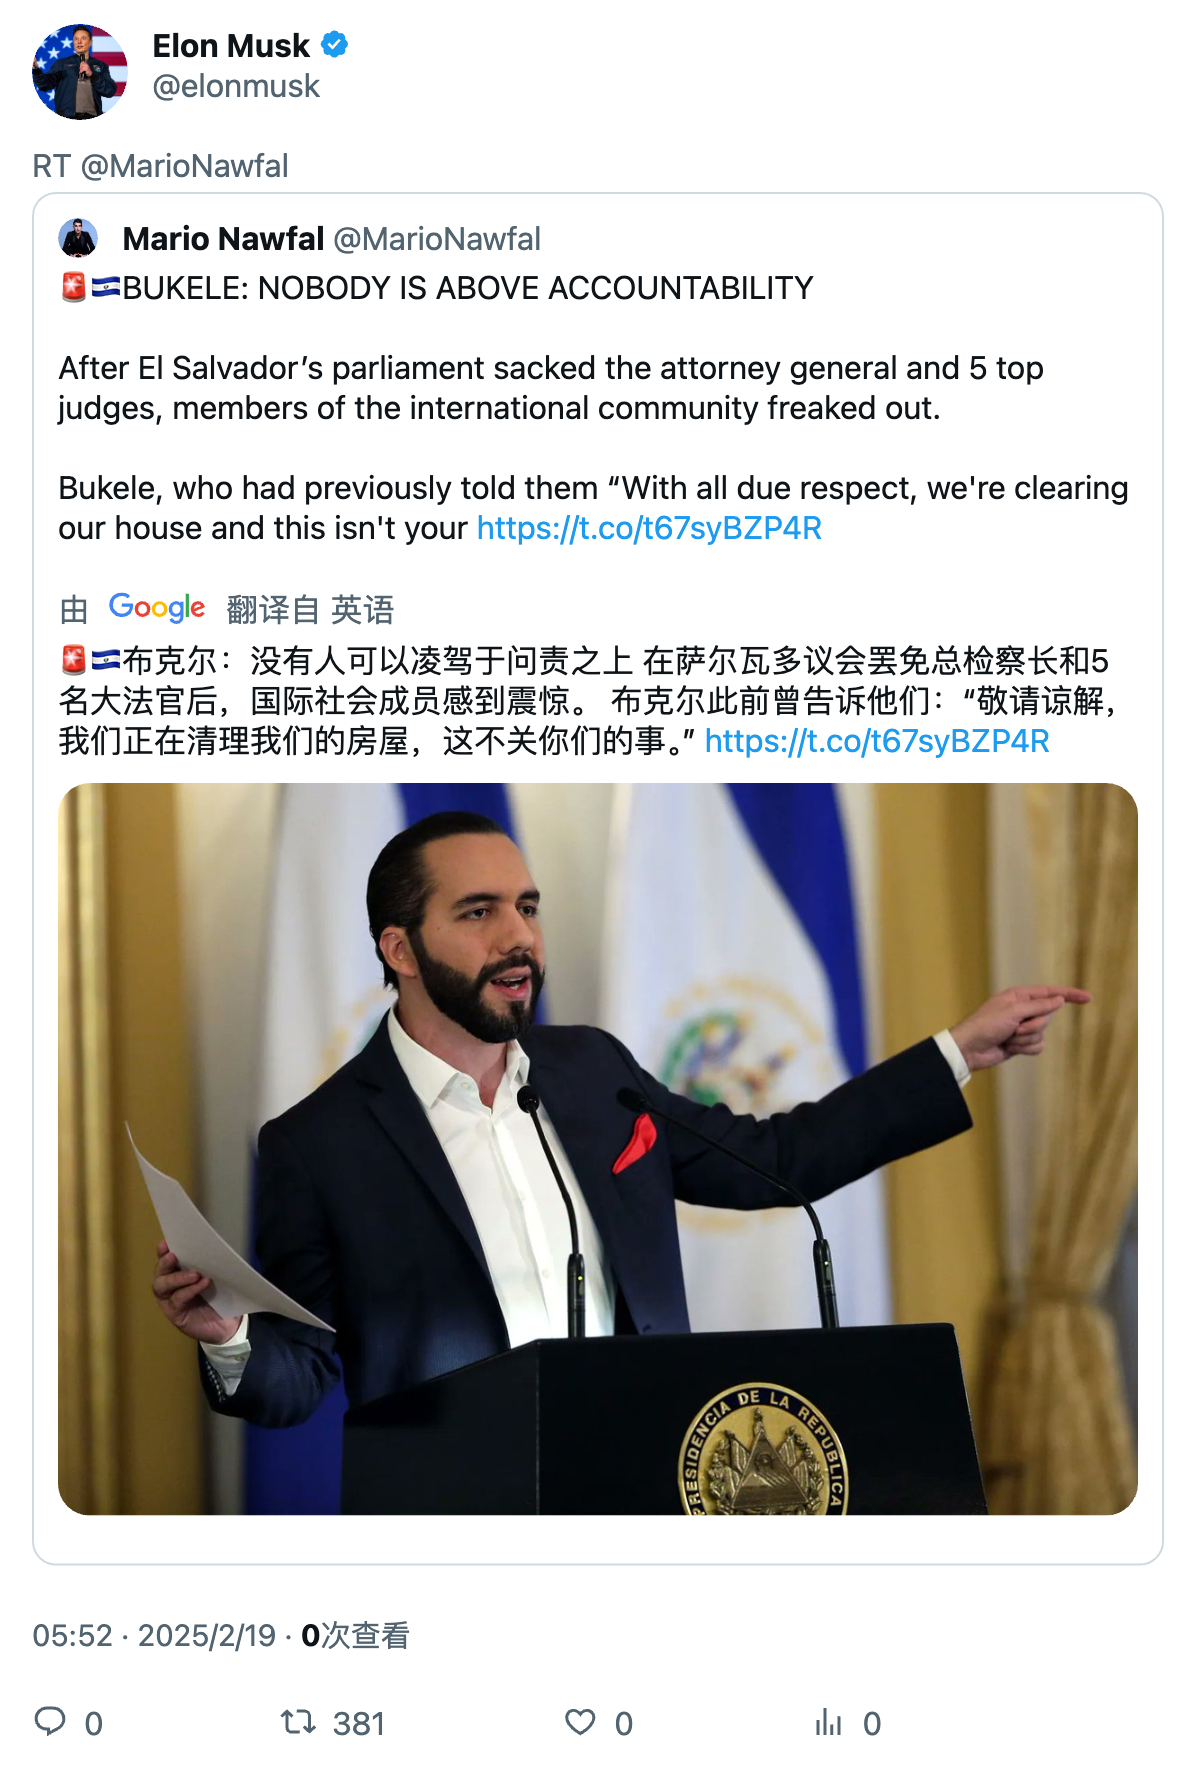 Elon Musk
@elonmusk
RT @MarioNawfal
Mario Nawfal @MarioNawfal
🚨🇸🇻BUKELE: NOBODY IS ABOVE ACCOUNTABILITY
After El Salvador’s parliament sacked the attorney general and 5 top
judges, members of the international community freaked out.
Bukele, who had previously told them “With all due respect, we're clearing
our house and this isn't your https://t.co/t67syBZP4R
由 Google 翻译自 英语
🚨🇸🇻布克尔：没有人可以凌驾于问责之上 在萨尔瓦多议会罢免总检察长和5
名大法官后，国际社会成员感到震惊。 布克尔此前曾告诉他们：“敬请谅解，
我们正在清理我们的房屋，这不关你们的事。” https://t.co/t67syBZP4R
PRESIDENCIA DE LA REPUBLICA
05:52 · 2025/2/19 · 0次查看
0 381 0 0